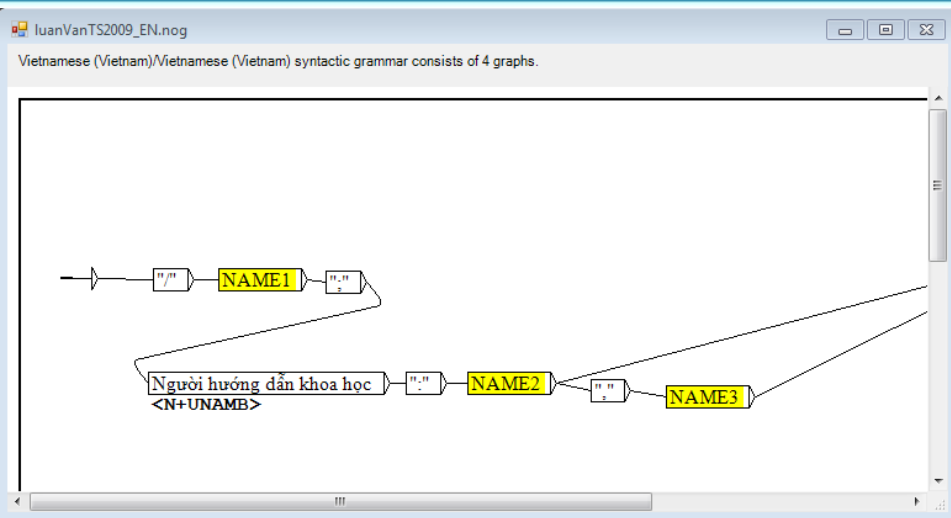 luanVanTS2009_EN.nog
Vietnamese (Vietnam)/Vietnamese (Vietnam) syntactic grammar consists of 4 graphs.
"/" NAME1 ";"
Người hướng dẫn khoa học ":" NAME2 "," NAME3
<N+UNAMB>